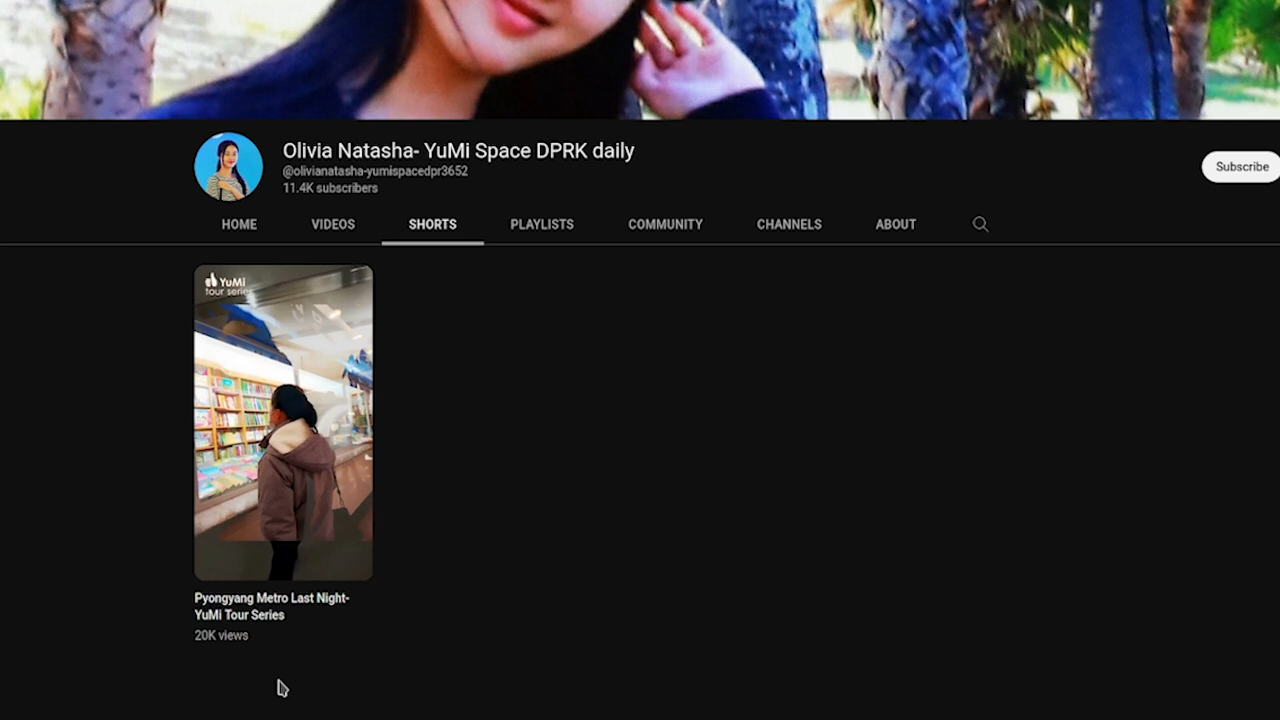 Olivia Natasha- YuMi Space DPRK daily
@olivianatasha-yumispacedpr3652
11.4K subscribers
Subscribe
HOME VIDEOS SHORTS PLAYLISTS COMMUNITY CHANNELS ABOUT
YuMi
tour series
Pyongyang Metro Last Night-
YuMi Tour Series
20K views